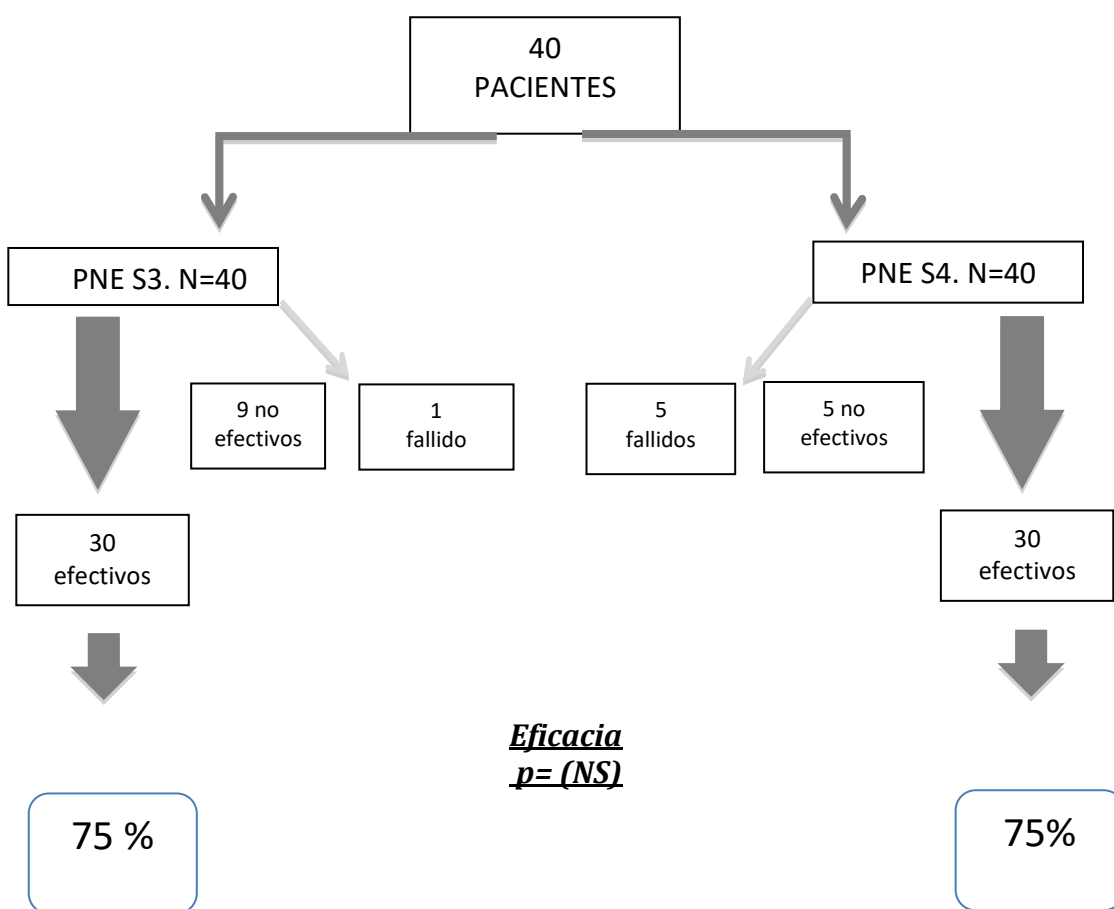 40
PACIENTES
PNE S3. N=40
PNE S4. N=40
9 no
efectivos
1
fallido
5
fallidos
5 no
efectivos
30
efectivos
30
efectivos
Eficacia
p= (NS)
75 %
75%